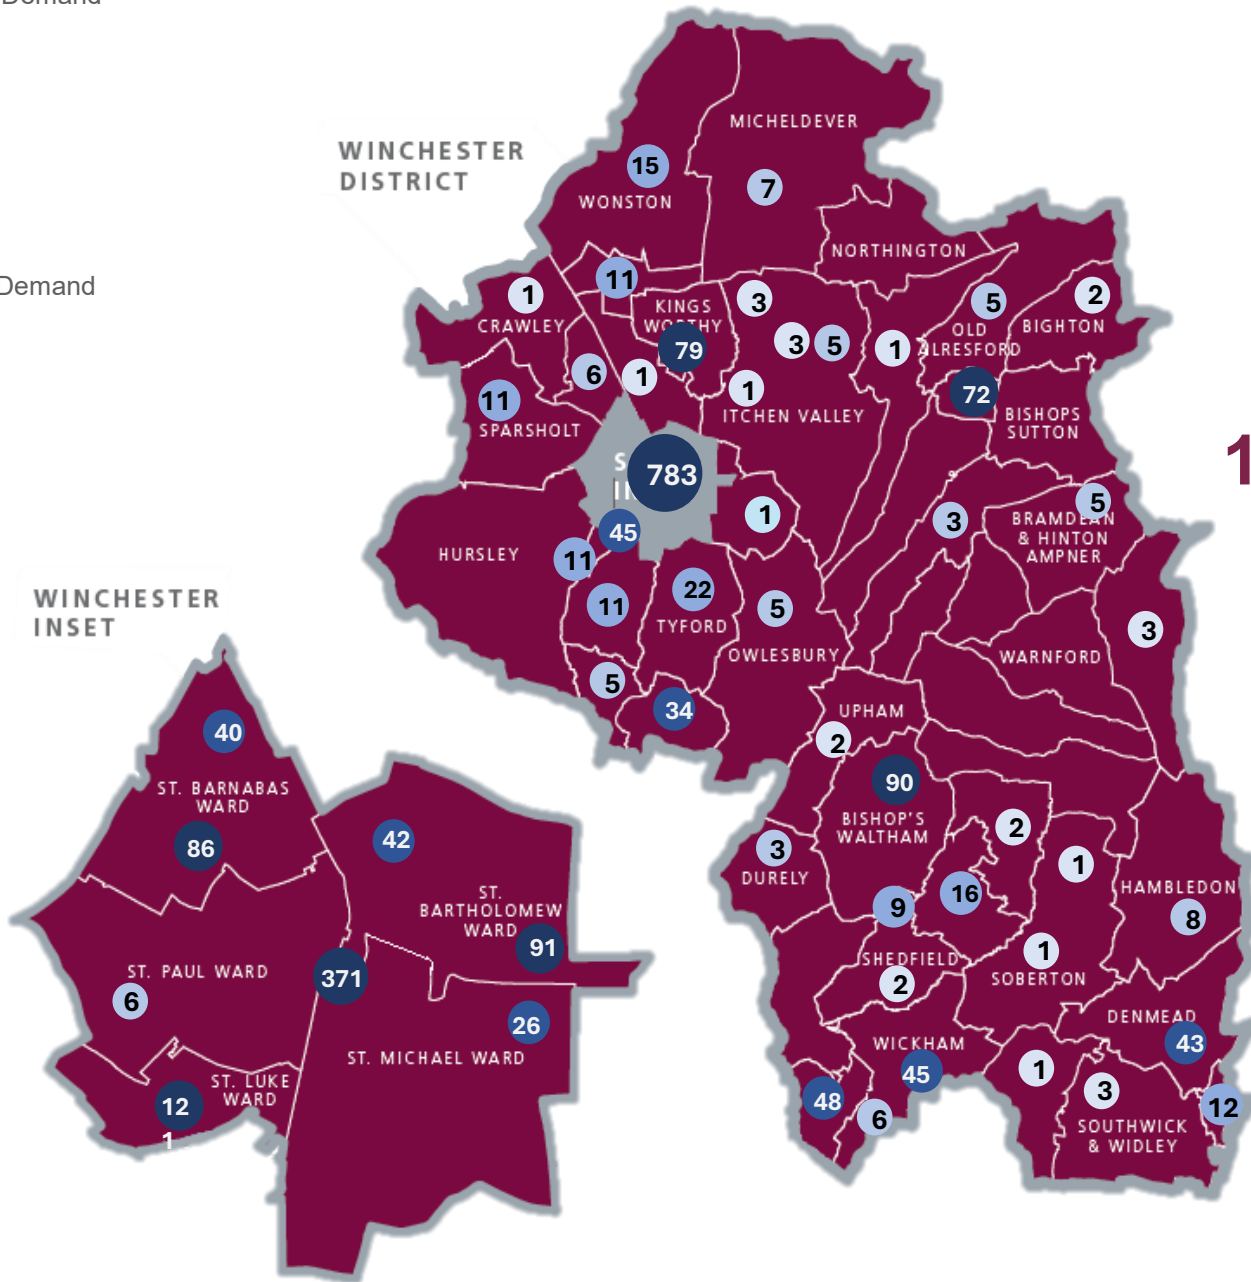 Demand
MICHELDEVER
WINCHESTER
DISTRICT
15
7
WONSTON
NORTHINGTON
Demand
11
1
3
5
2
KINGS
WORTHY
CRAWLEY
OLD
ALRESFORD
BIGHTON
79
3
5
1
6
1
1
72
11
ITCHEN VALLEY
BISHOPS
SUTTON
SPARSHOLT
1
783
5
1
3
BRAMDEAN
& HINTON
AMPNER
45
HURSLEY
11
22
11
5
TYFORD
3
OWLESBURY
WARNFORD
5
34
UPHAM
2
90
BISHOP'S
WALTHAM
2
3
DURELY
1
16
HAMBLEDON
9
8
SHEDFIELD
1
SOBERTON
2
DENMEAD
WICKHAM
43
45
1
48
3
12
6
SOUTHWICK
& WIDLEY
WINCHESTER
INSET
40
ST. BARNABAS
WARD
42
86
ST.
BARTHOLOMEW
WARD
91
ST. PAUL WARD
371
6
26
ST. MICHAEL WARD
ST. LUKE
WARD
12
1